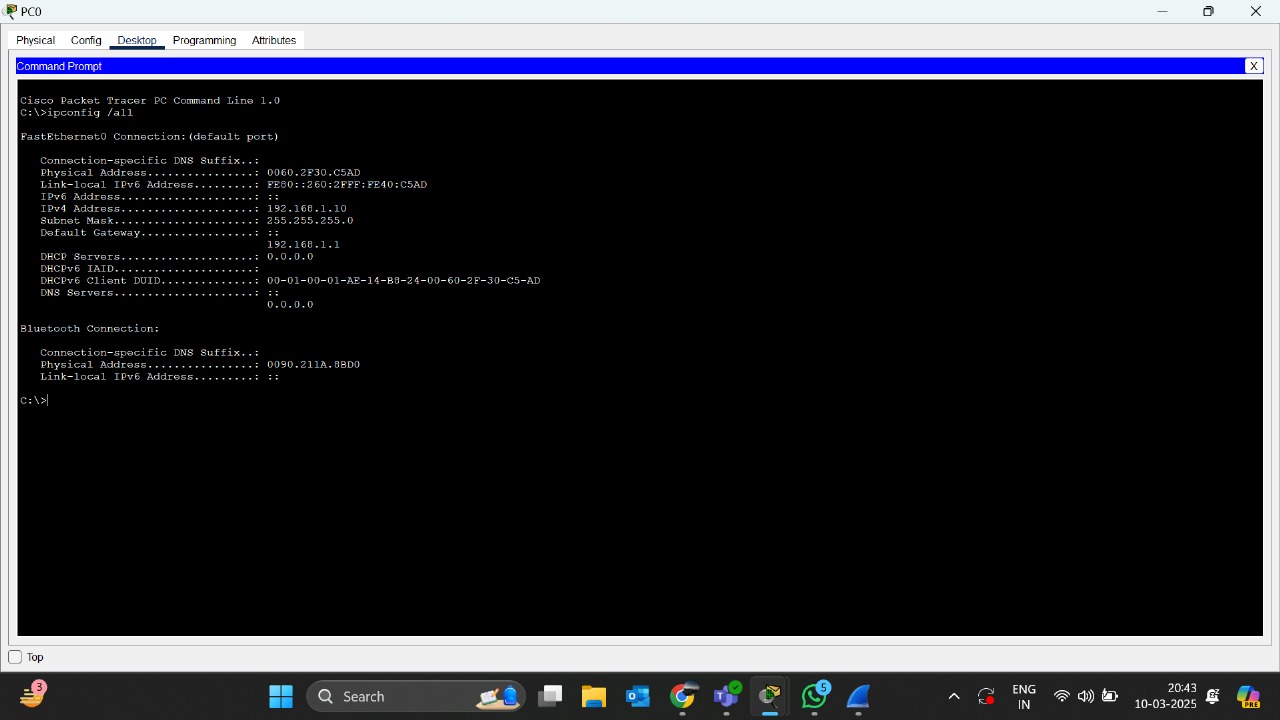 PC0
Physical Config Desktop Programming Attributes
Command Prompt X
Cisco Packet Tracer PC Command Line 1.0
C:\>ipconfig /all
FastEthernet0 Connection:(default port)
Connection-specific DNS Suffix..:
Physical Address................: 0060.2F30.C5AD
Link-local IPv6 Address.........: FE80::260:2FFF:FE40:C5AD
IPv6 Address....................: ::
IPv4 Address....................: 192.168.1.10
Subnet Mask.....................: 255.255.255.0
Default Gateway.................: ::
192.168.1.1
DHCP Servers....................: 0.0.0.0
DHCPv6 IAID.....................:
DHCPv6 Client DUID..............: 00-01-00-01-AE-14-B8-24-00-60-2F-30-C5-AD
DNS Servers.....................: ::
0.0.0.0
Bluetooth Connection:
Connection-specific DNS Suffix..:
Physical Address................: 0090.211A.8BD0
Link-local IPv6 Address.........: ::
C:\>
Top
3
Search
5
ENG
IN
20:43
10-03-2025
PRE